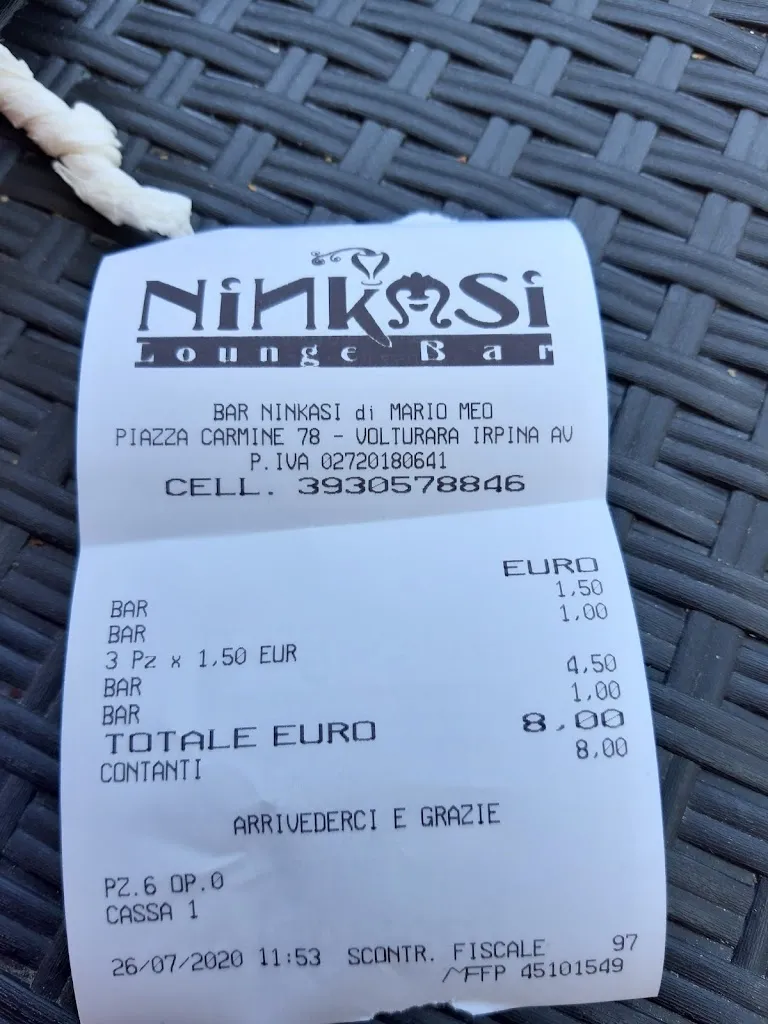 NiNKASi
Lounge Bar
BAR NINKASI di MARIO MEO
PIAZZA CARMINE 78 - VOLTURARA IRPINA AV
P.IVA 02720180641
CELL. 3930578846
EURO
BAR 1,50
BAR 1,00
3 Pz x 1,50 EUR
BAR 4,50
BAR 1,00
TOTALE EURO 8,00
CONTANTI 8,00
ARRIVEDERCI E GRAZIE
PZ.6 OP.0
CASSA 1
26/07/2020 11:53 SCONTR. FISCALE 97
MFFP 45101549